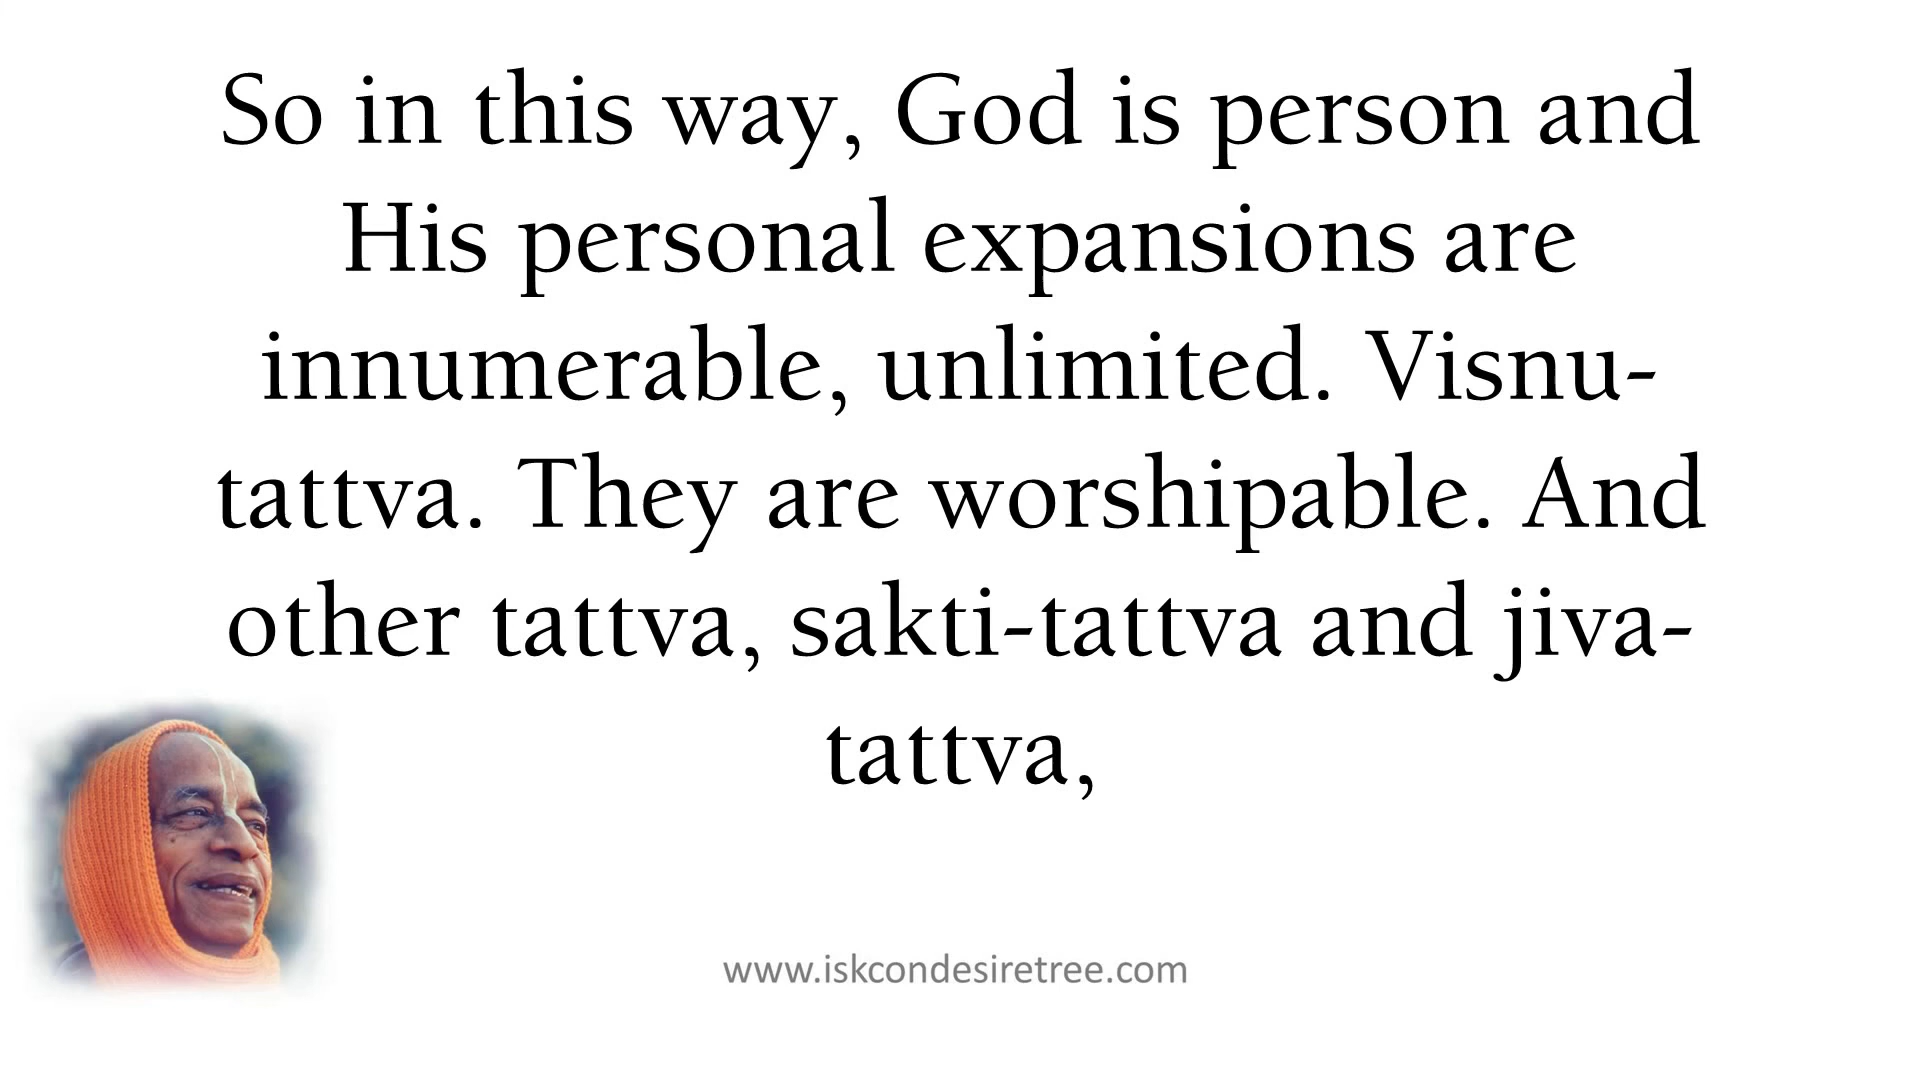 So in this way, God is person and
His personal expansions are
innumerable, unlimited. Visnu-
tattva. They are worshipable. And
other tattva, sakti-tattva and jiva-
tattva,
www.iskcondesiretree.com